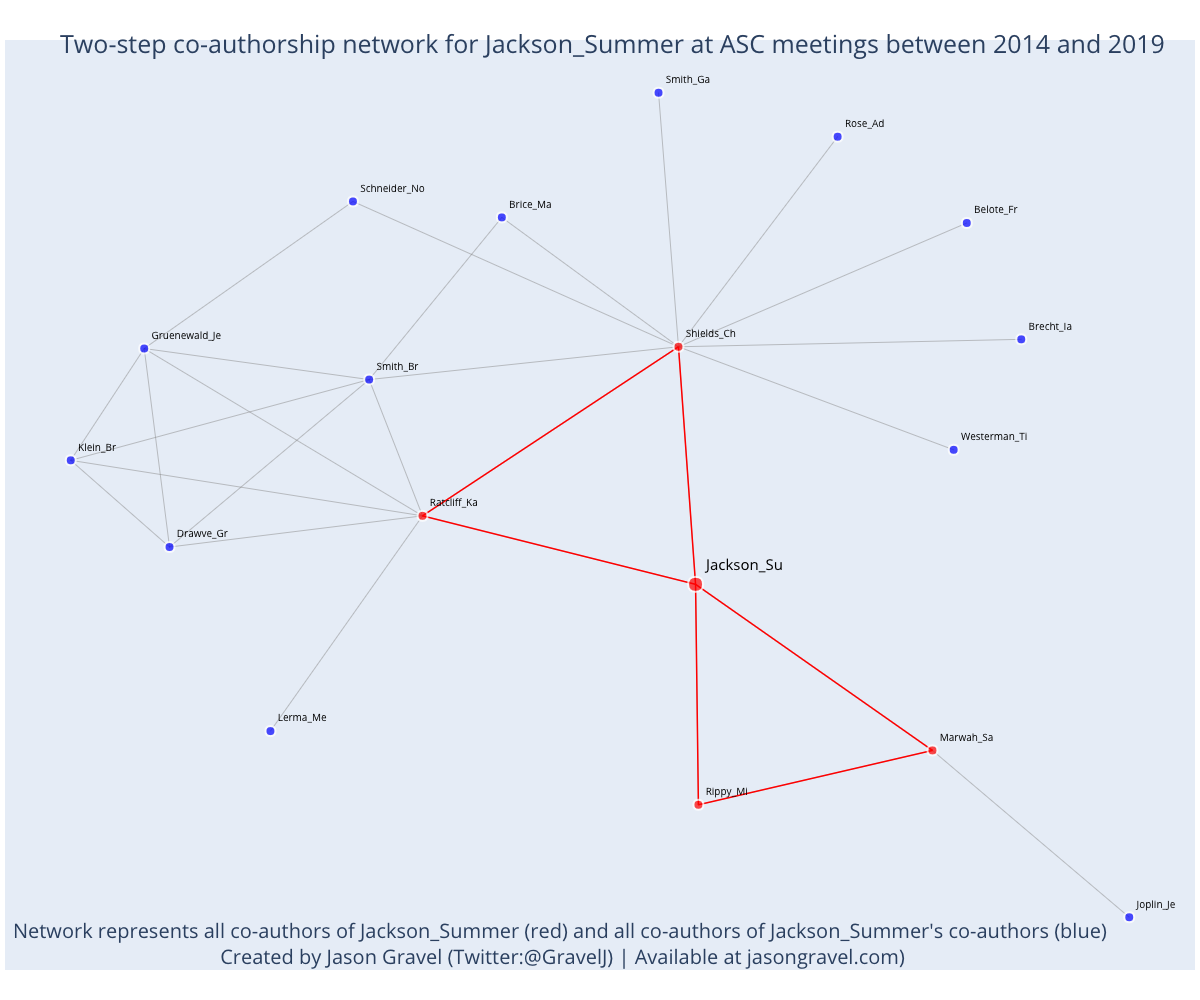 Two-step co-authorship network for Jackson_Summer at ASC meetings between 2014 and 2019
Smith_Ga
Rose_Ad
Schneider_No
Brice_Ma
Belote_Fr
Brecht_Ia
Gruenewald_Je
Shields_Ch
Smith_Br
Westerman_Ti
Klein_Br
Ratcliff_Ka
Drawve_Gr
Jackson_Su
Lerma_Me
Marwah_Sa
Rippy_Mi
Joplin_Je
Network represents all co-authors of Jackson_Summer (red) and all co-authors of Jackson_Summer's co-authors (blue)
Created by Jason Gravel (Twitter:@GravelJ) | Available at jasongravel.com)